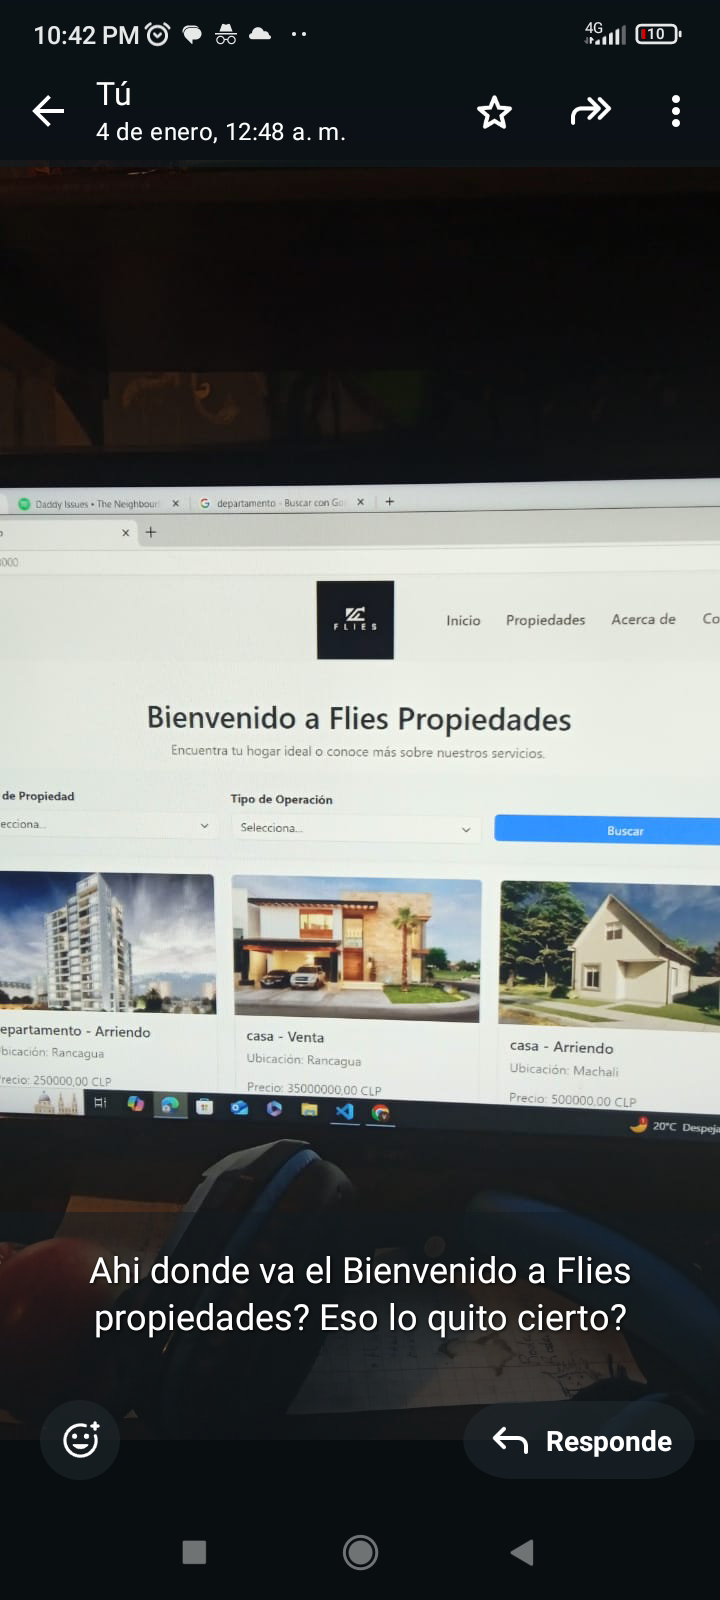 10:42 PM
4G
10
Tú
4 de enero, 12:48 a. m.
Daddy Issues • The Neighbour
departamento - Buscar con Go
FLIES
Inicio Propiedades Acerca de Co
Bienvenido a Flies Propiedades
Encuentra tu hogar ideal o conoce más sobre nuestros servicios.
de Propiedad
Tipo de Operación
ecciona...
Selecciona...
Buscar
epartamento - Arriendo
bicación: Rancagua
recio: 250000,00 CLP
casa - Venta
Ubicación: Rancagua
Precio: 35000000,00 CLP
casa - Arriendo
Ubicación: Machali
Precio: 500000,00 CLP
20°C Despeja
Ahi donde va el Bienvenido a Flies
propiedades? Eso lo quito cierto?
Responde